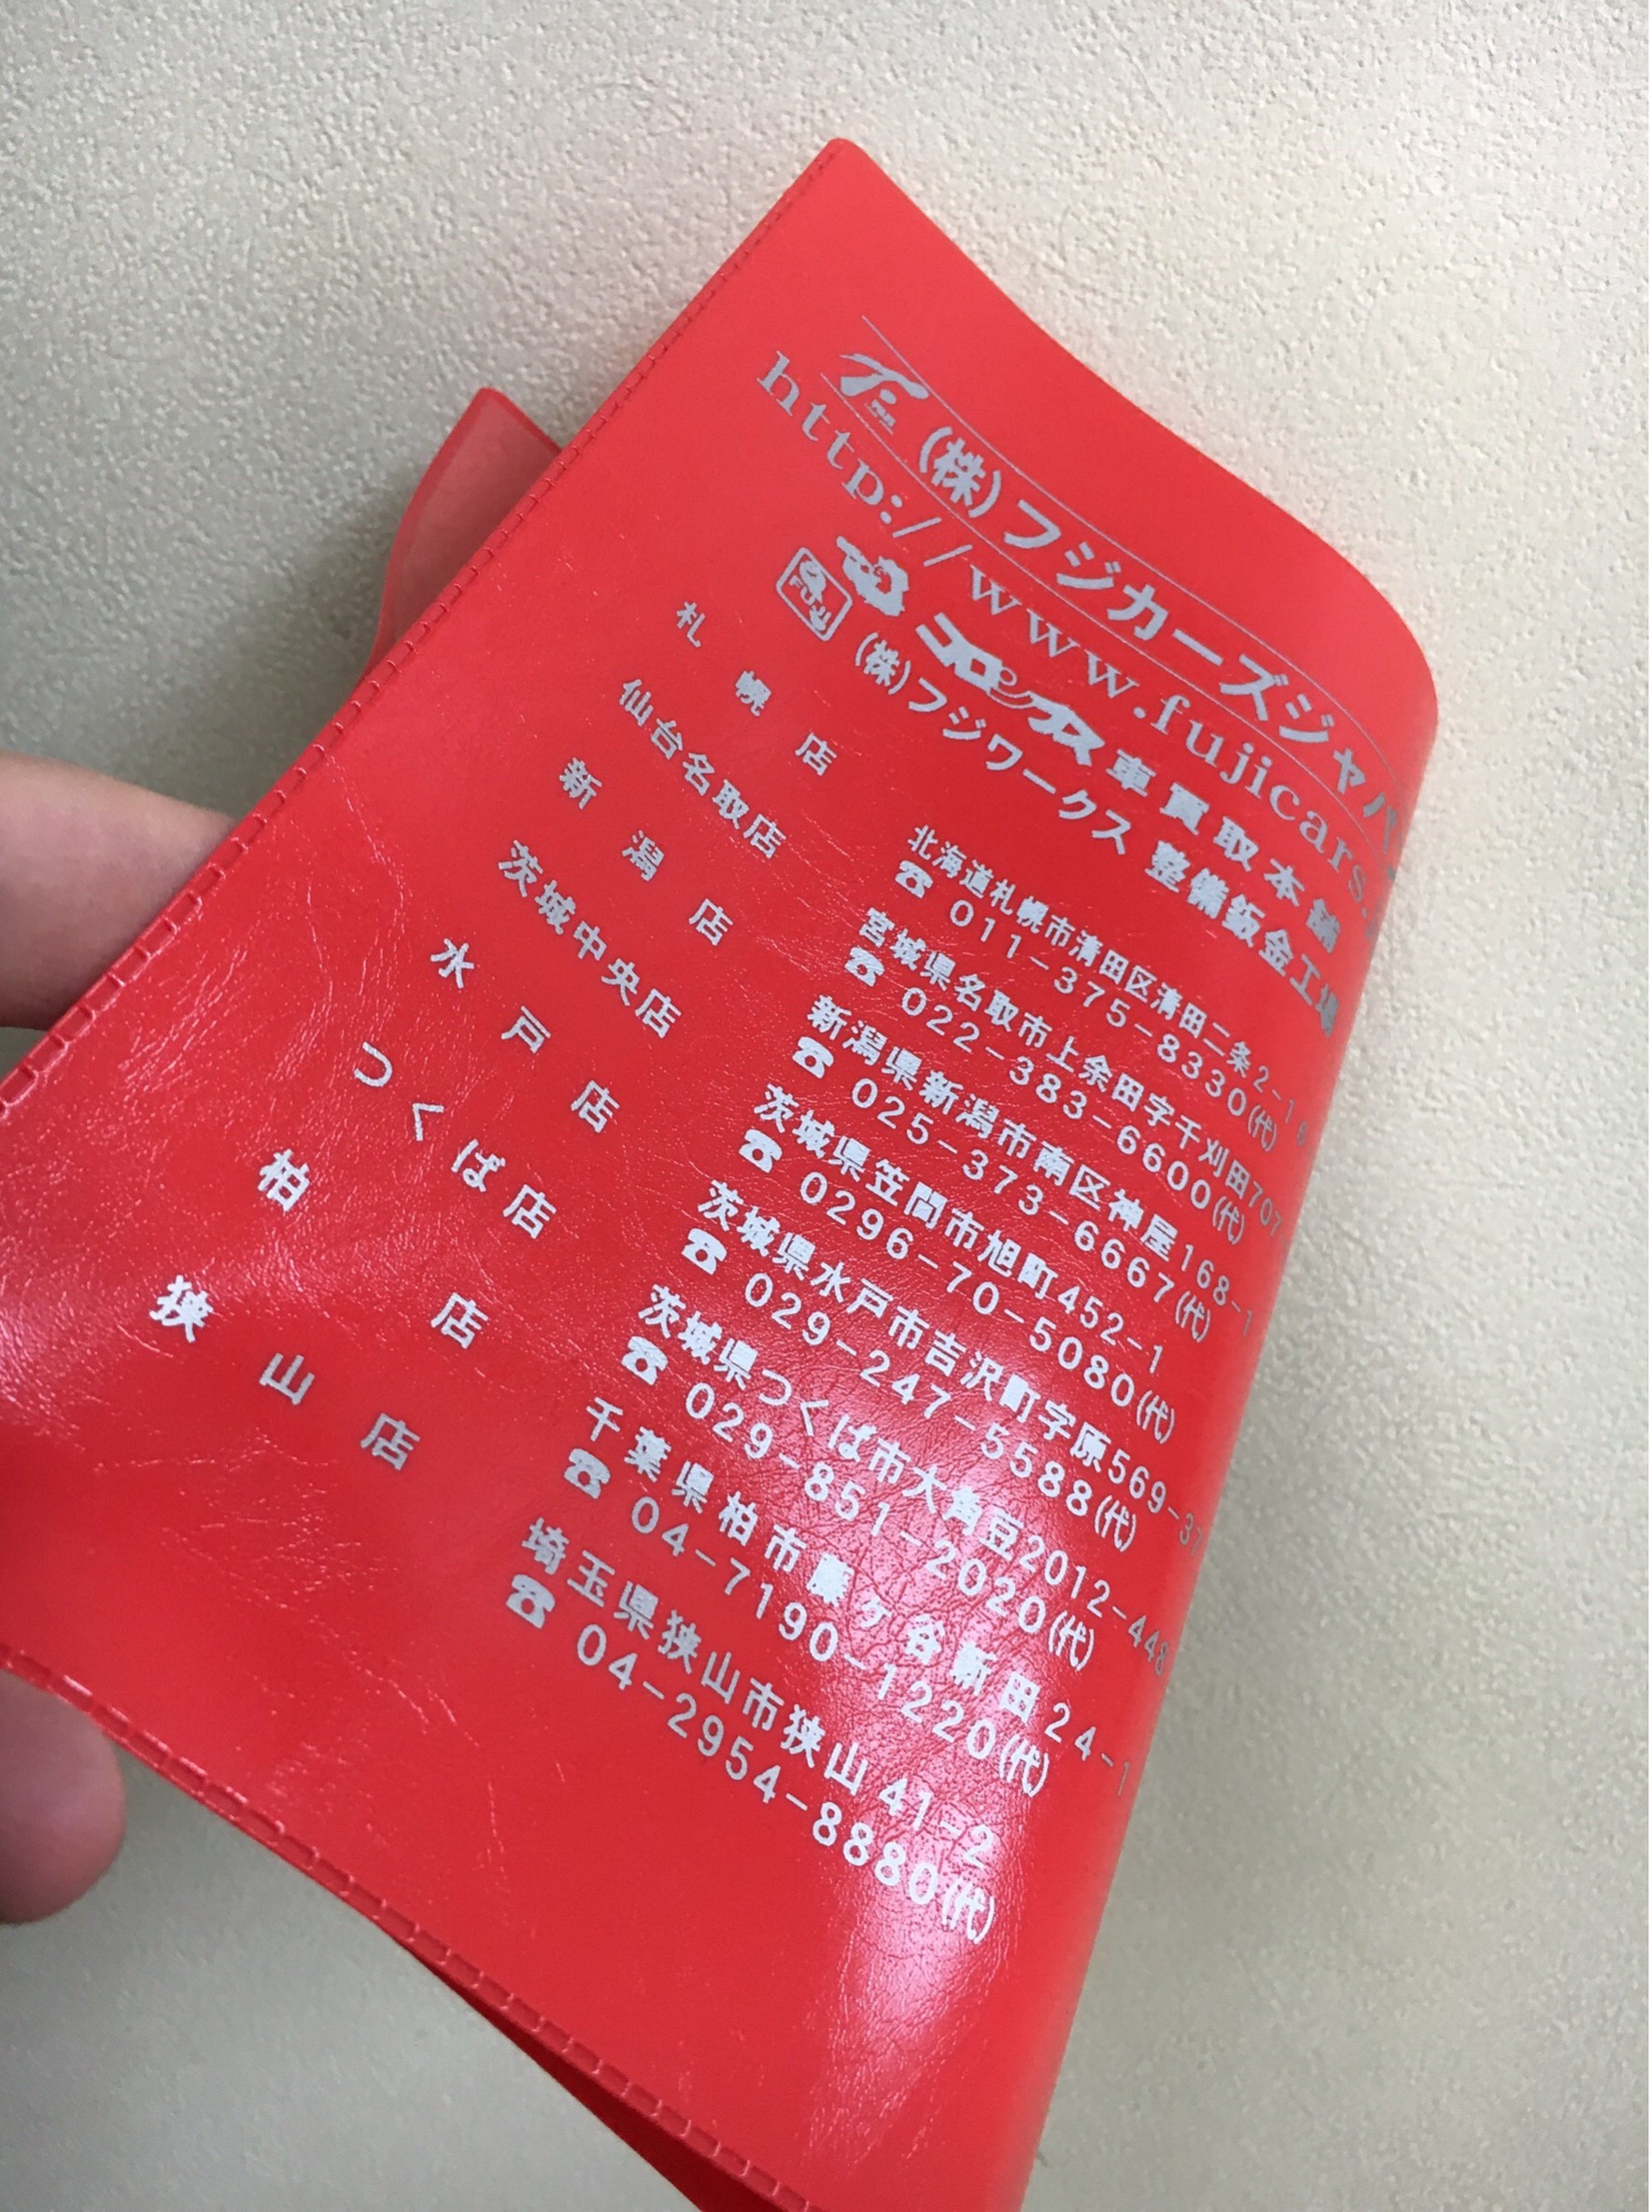 (株)フジカーズジャパ
http://www.fujicars.
車買取本舗
FUJI (株)フジワークス 整備鈑金工場
札幌店 北海道札幌市清田区清田二条2-1
☎ 011-375-8330(代)
仙台名取店 宮城県名取市上余田字千刈田707
☎ 022-383-6600(代)
新潟店 新潟県新潟市南区神屋168-1
☎ 025-373-6667(代)
茨城中央店 茨城県笠間市旭町452-1
☎ 0296-70-5080(代)
水戸店 茨城県水戸市吉沢町字原569-37
☎ 029-247-5588(代)
つくば店 茨城県つくば市大角豆2012-448
☎ 029-851-2020(代)
柏店 千葉県柏市藤ヶ谷新田24-1
☎ 04-7190-1220(代)
狭山店 埼玉県狭山市狭山41-2
☎ 04-2954-8880(代)